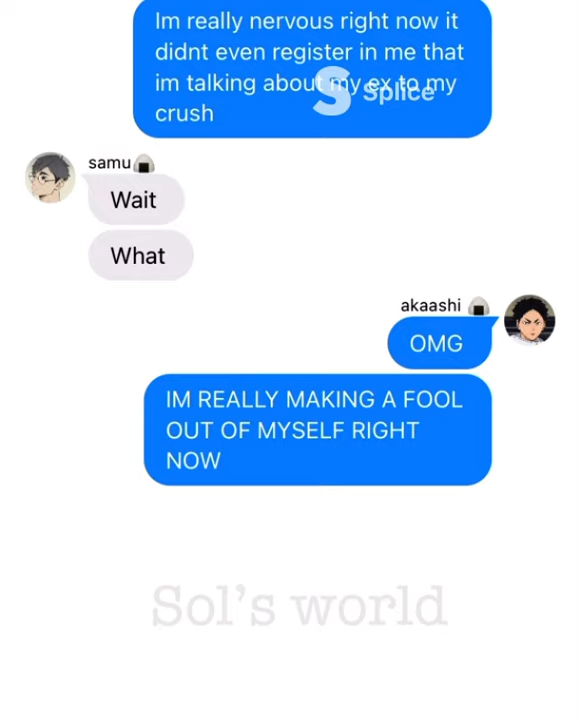 Im really nervous right now it
didnt even register in me that
im talking about my ex to my
crush
Splice
samu🍙
Wait
What
akaashi 🍙
OMG
IM REALLY MAKING A FOOL
OUT OF MYSELF RIGHT
NOW
Sol's world